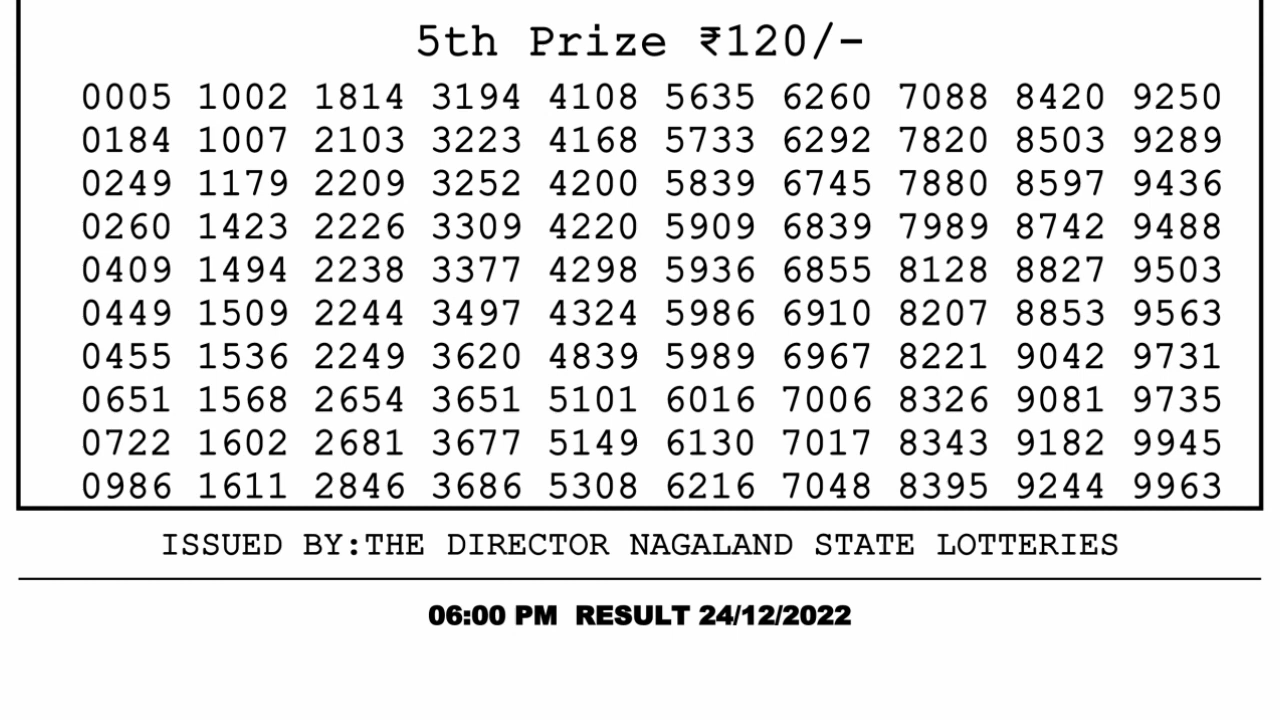 5th Prize ₹120/-
0005 1002 1814 3194 4108 5635 6260 7088 8420 9250
0184 1007 2103 3223 4168 5733 6292 7820 8503 9289
0249 1179 2209 3252 4200 5839 6745 7880 8597 9436
0260 1423 2226 3309 4220 5909 6839 7989 8742 9488
0409 1494 2238 3377 4298 5936 6855 8128 8827 9503
0449 1509 2244 3497 4324 5986 6910 8207 8853 9563
0455 1536 2249 3620 4839 5989 6967 8221 9042 9731
0651 1568 2654 3651 5101 6016 7006 8326 9081 9735
0722 1602 2681 3677 5149 6130 7017 8343 9182 9945
0986 1611 2846 3686 5308 6216 7048 8395 9244 9963
ISSUED BY:THE DIRECTOR NAGALAND STATE LOTTERIES
06:00 PM RESULT 24/12/2022